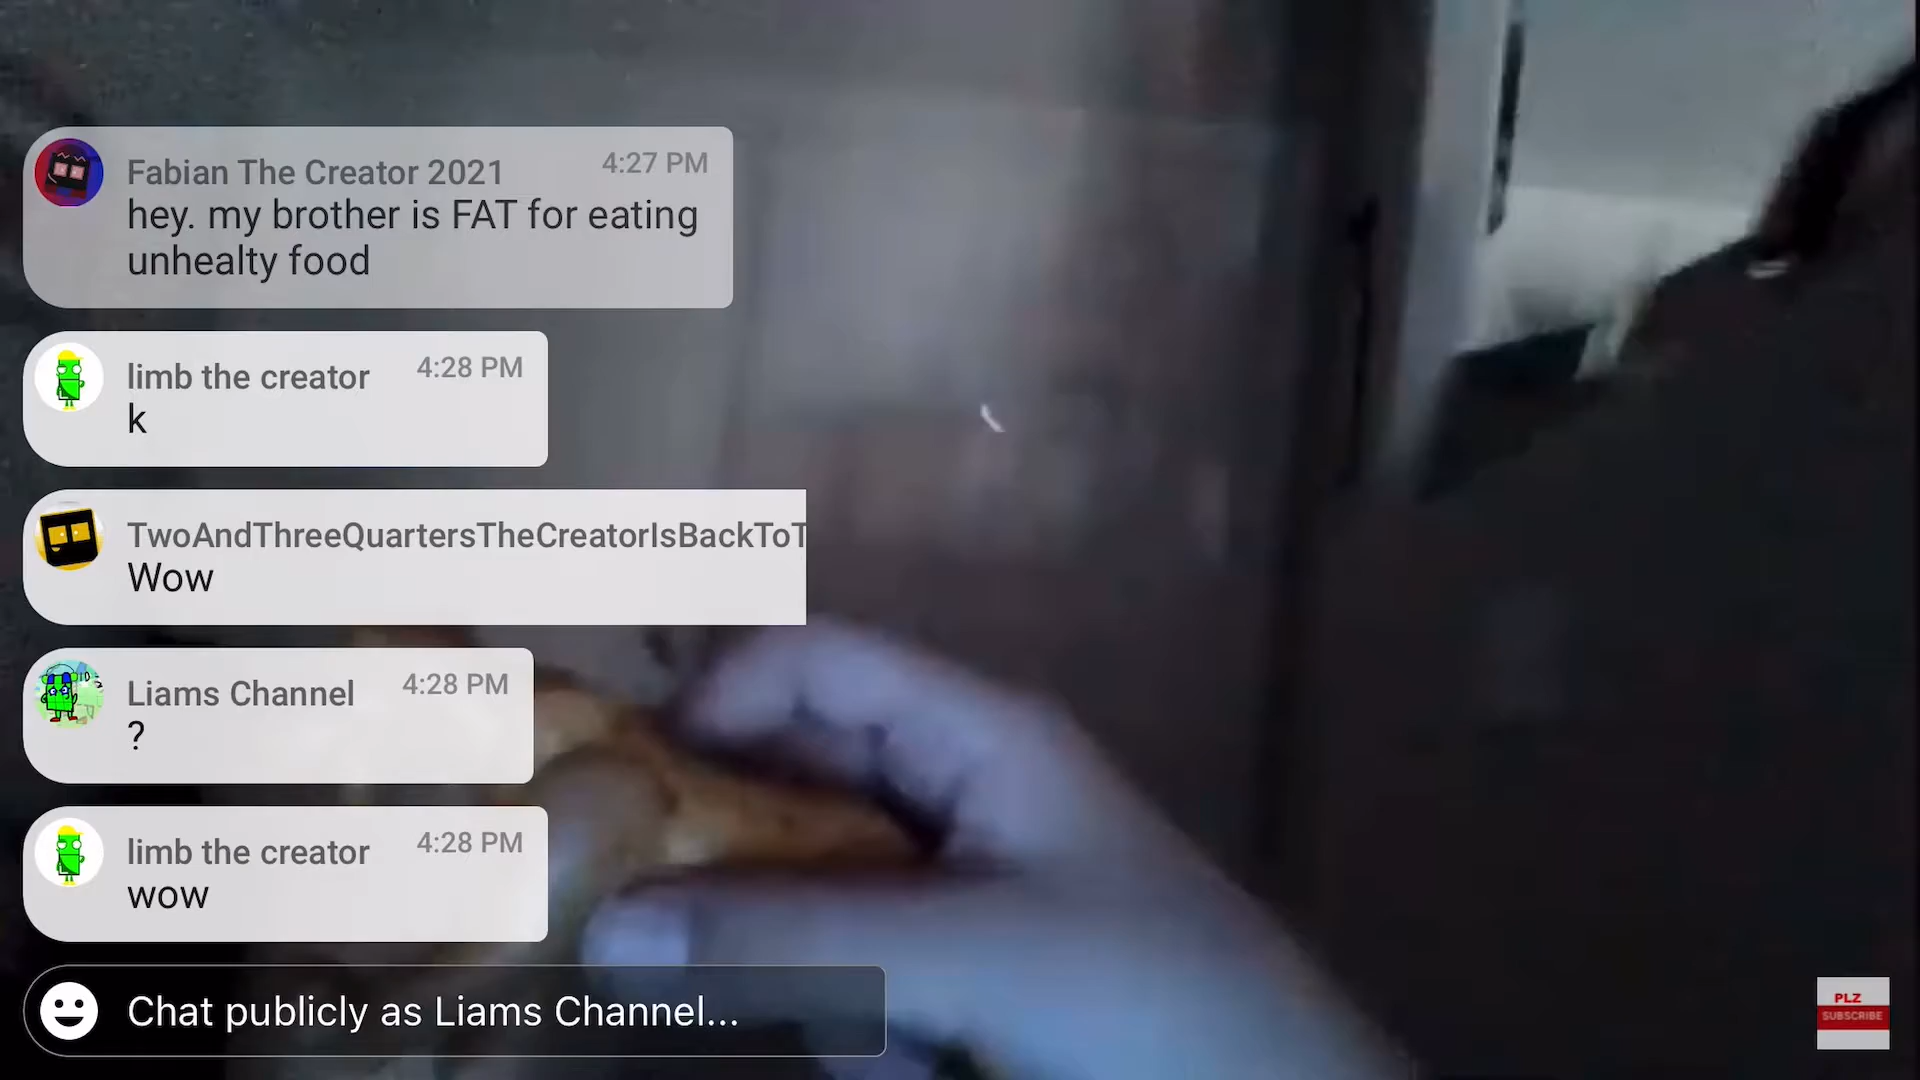 Fabian The Creator 2021 4:27 PM
hey. my brother is FAT for eating
unhealty food
limb the creator 4:28 PM
k
TwoAndThreeQuartersTheCreatorIsBackToT
Wow
Liams Channel 4:28 PM
?
limb the creator 4:28 PM
wow
Chat publicly as Liams Channel...
PLZ
SUBSCRIBE